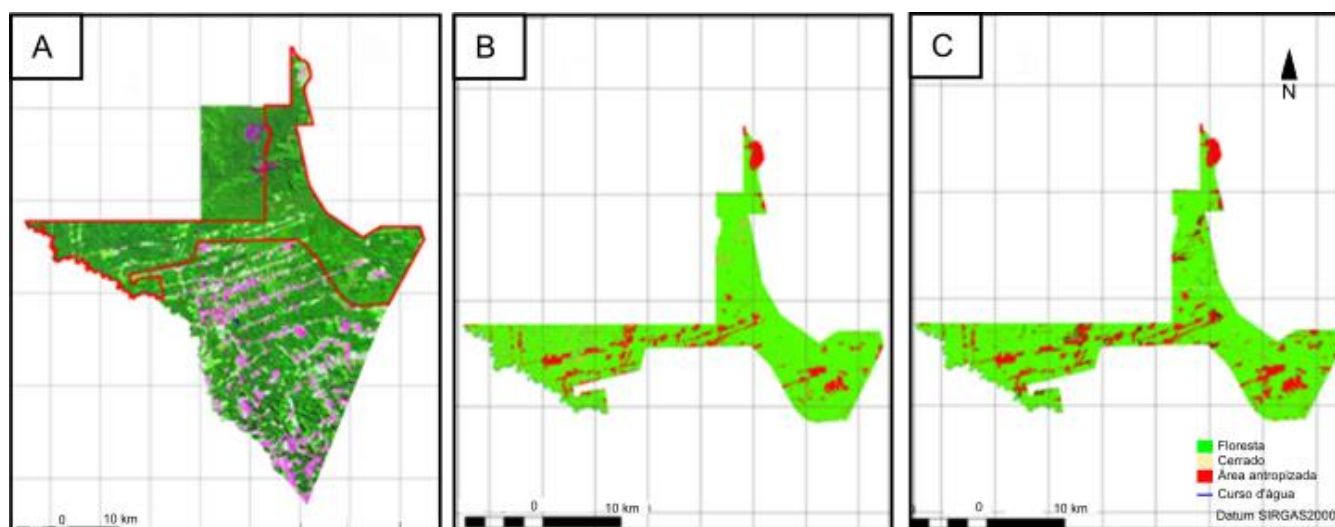 A
B
C
N
Floresta
Cerrado
Área antropizada
Curso d'água
Datum SIRGAS2000
0 10 km
0 10 km
0 10 km